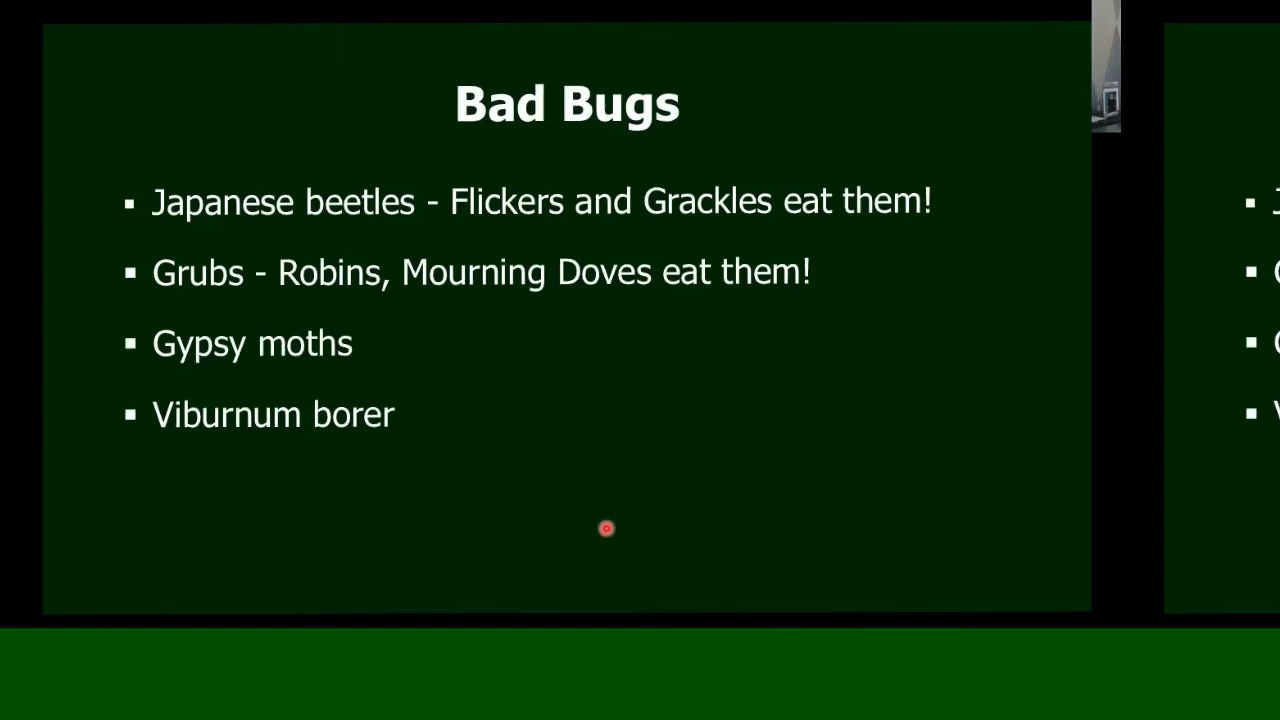 Bad Bugs
▪ Japanese beetles - Flickers and Grackles eat them!
▪ Grubs - Robins, Mourning Doves eat them!
▪ Gypsy moths
▪ Viburnum borer